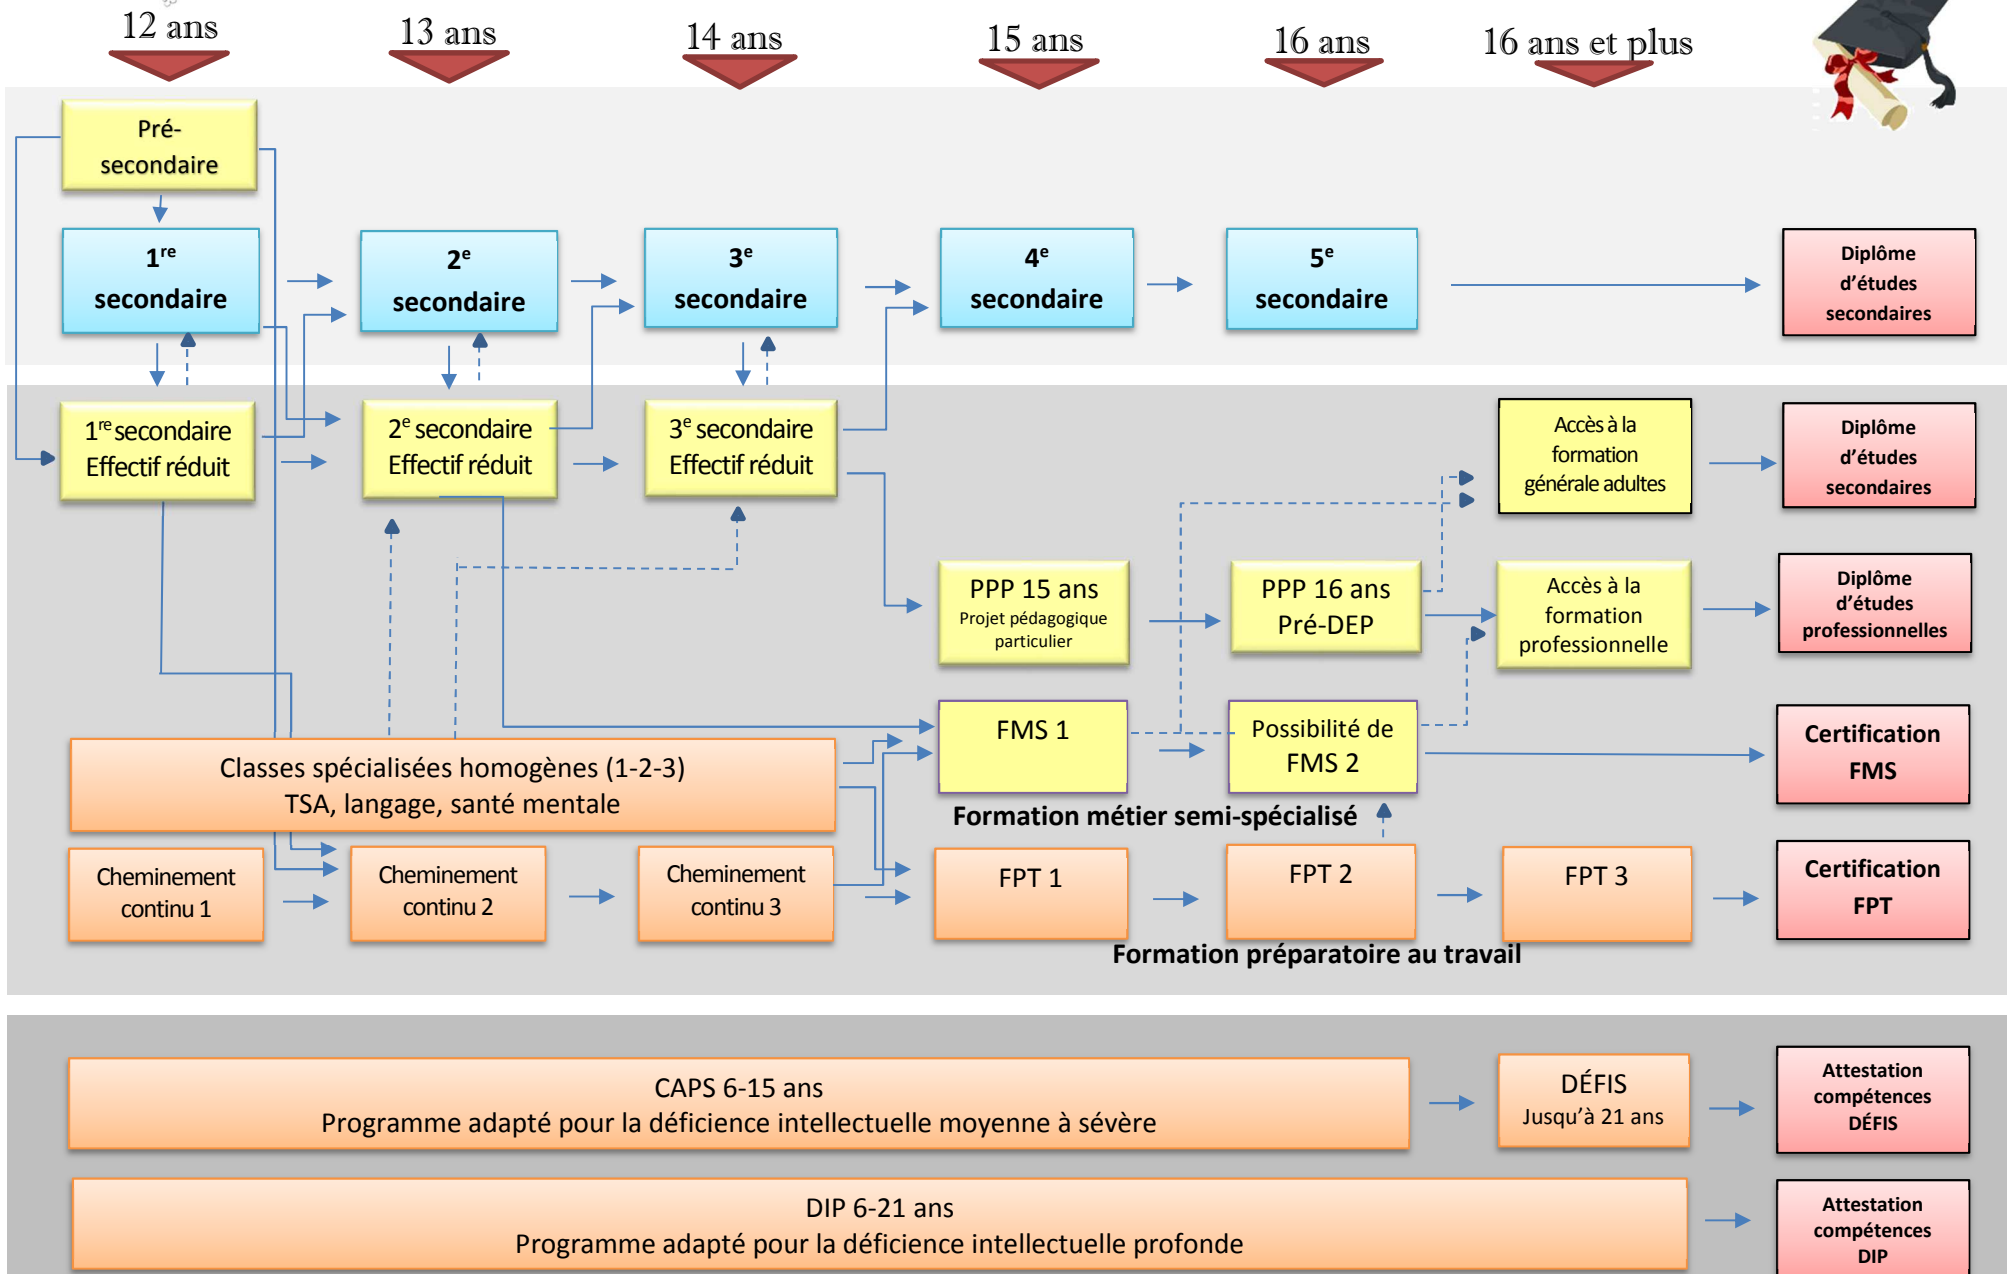 12 ans
13 ans
14 ans
15 ans
16 ans
16 ans et plus
Pré-
secondaire
1re
secondaire
2e
secondaire
3e
secondaire
4e
secondaire
5e
secondaire
Diplôme
d'études
secondaires
1re secondaire
Effectif réduit
2e secondaire
Effectif réduit
3e secondaire
Effectif réduit
Accès à la
formation
générale adultes
Diplôme
d'études
secondaires
PPP 15 ans
Projet pédagogique
particulier
PPP 16 ans
Pré-DEP
Accès à la
formation
professionnelle
Diplôme
d'études
professionnelles
Classes spécialisées homogènes (1-2-3)
TSA, langage, santé mentale
FMS 1
Possibilité de
FMS 2
Certification
FMS
Formation métier semi-spécialisé
Cheminement
continu 1
Cheminement
continu 2
Cheminement
continu 3
FPT 1
FPT 2
FPT 3
Certification
FPT
Formation préparatoire au travail
CAPS 6-15 ans
Programme adapté pour la déficience intellectuelle moyenne à sévère
DÉFIS
Jusqu'à 21 ans
Attestation
compétences
DÉFIS
DIP 6-21 ans
Programme adapté pour la déficience intellectuelle profonde
Attestation
compétences
DIP